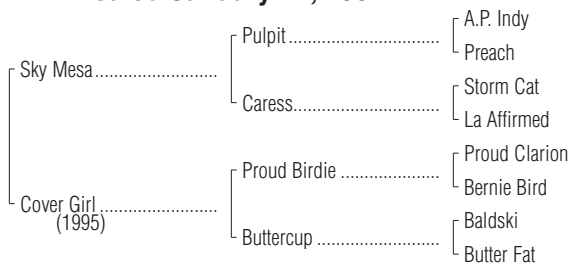 Pulpit
A.P. Indy
Preach
Sky Mesa
Caress
Storm Cat
La Affirmed
Proud Birdie
Proud Clarion
Bernie Bird
Cover Girl
(1995)
Buttercup
Baldski
Butter Fat